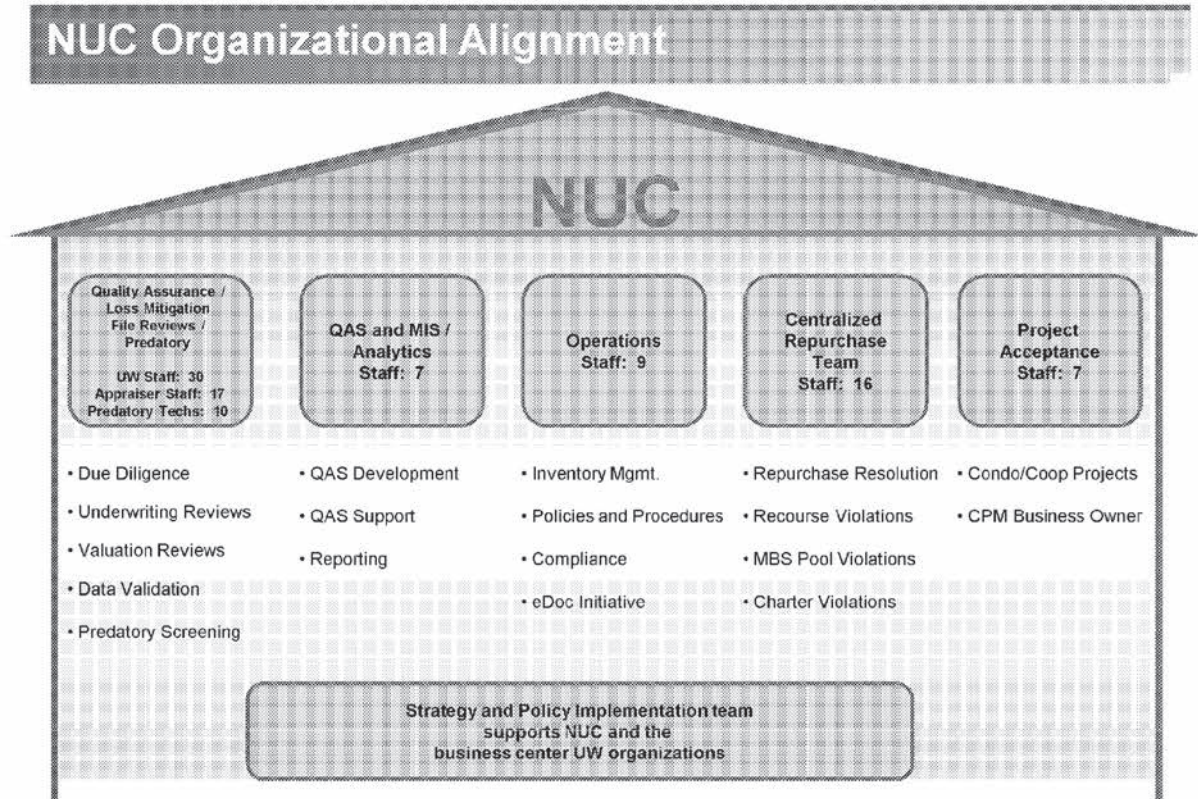 NUC Organizational Alignment
NUC
Quality Assurance /
Loss Mitigation
File Reviews /
Predatory
UW Staff: 30
Appraiser Staff: 17
Predatory Techs: 10
QAS and MIS /
Analytics
Staff: 7
Operations
Staff: 9
Centralized
Repurchase
Team
Staff: 16
Project
Acceptance
Staff: 7
• Due Diligence
• Underwriting Reviews
• Valuation Reviews
• Data Validation
• Predatory Screening
• QAS Development
• QAS Support
• Reporting
• Inventory Mgmt.
• Policies and Procedures
• Compliance
• eDoc Initiative
• Repurchase Resolution
• Recourse Violations
• MBS Pool Violations
• Charter Violations
• Condo/Coop Projects
• CPM Business Owner
Strategy and Policy Implementation team
supports NUC and the
business center UW organizations